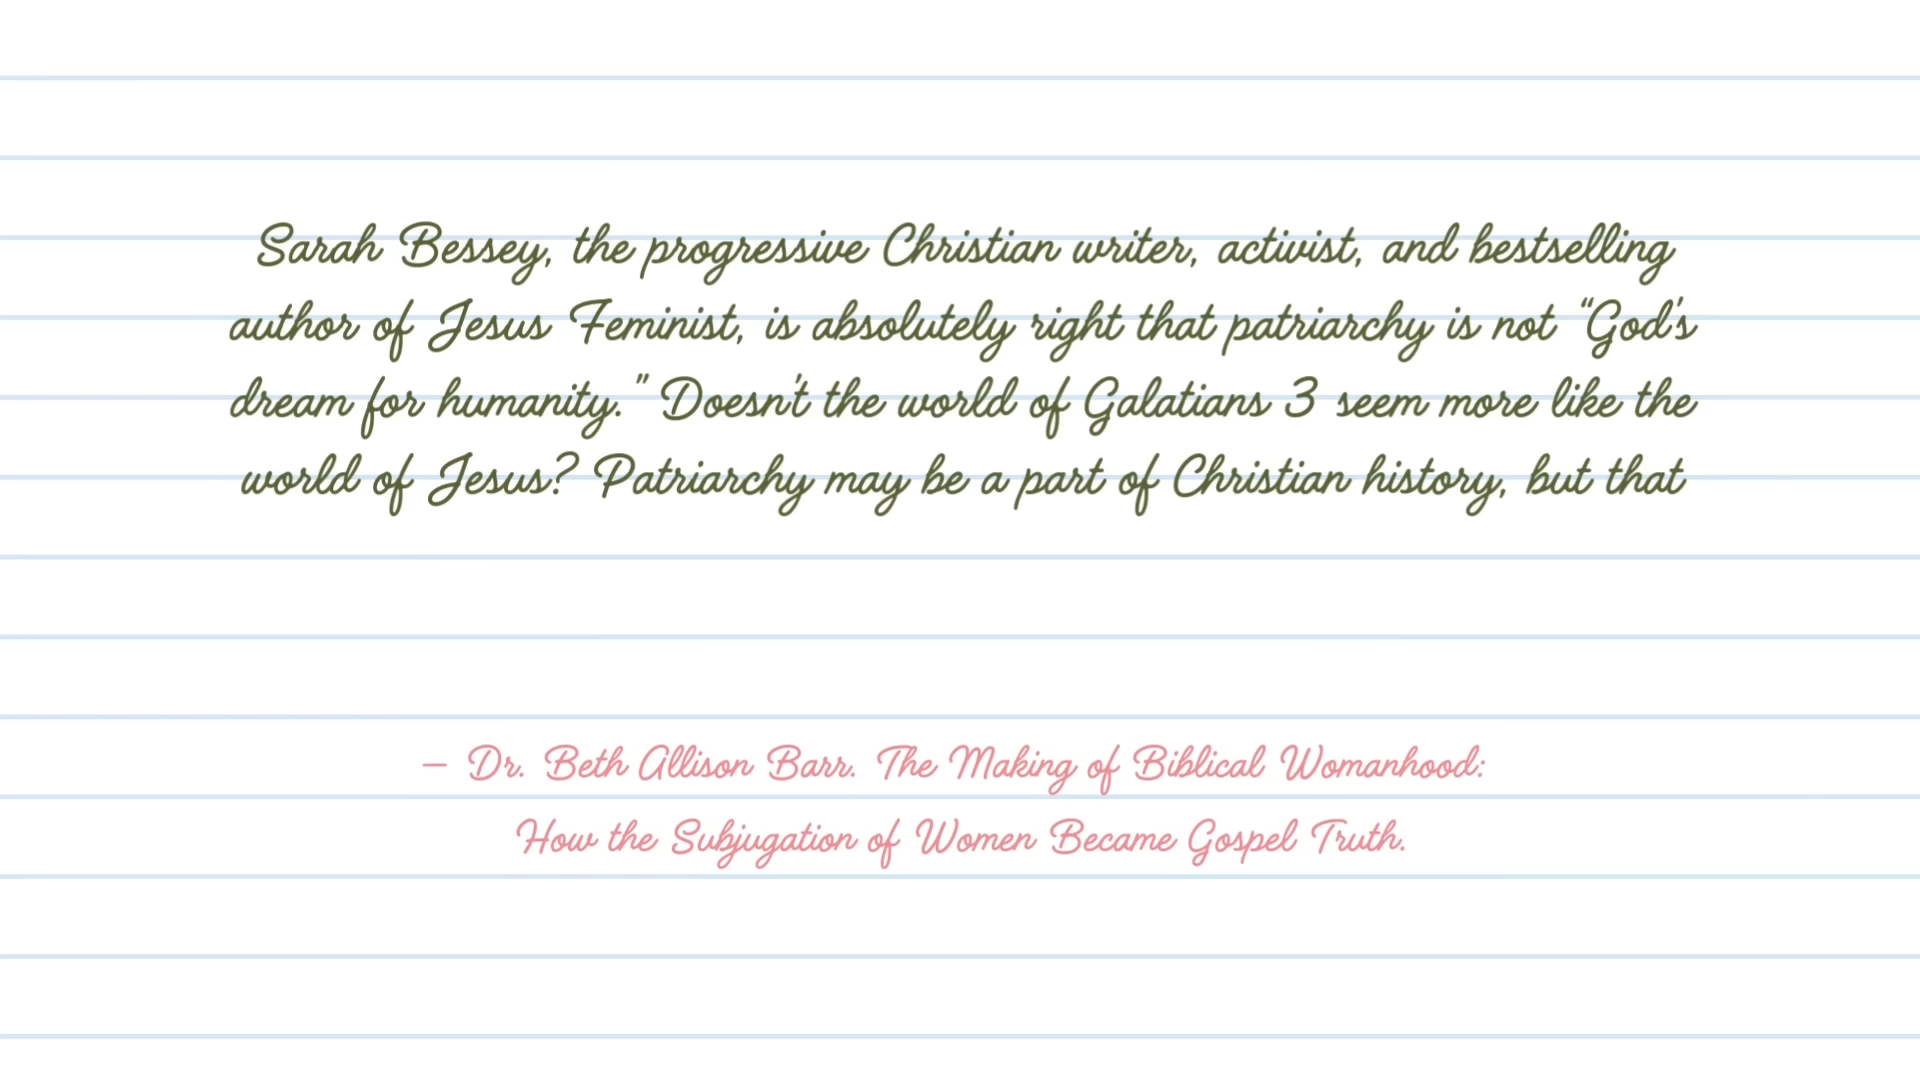 Sarah Bessey, the progressive Christian writer, activist, and bestselling
author of Jesus Feminist, is absolutely right that patriarchy is not “God's
dream for humanity.” Doesn't the world of Galatians 3 seem more like the
world of Jesus? Patriarchy may be a part of Christian history, but that
– Dr. Beth Allison Barr. The Making of Biblical Womanhood:
How the Subjugation of Women Became Gospel Truth.